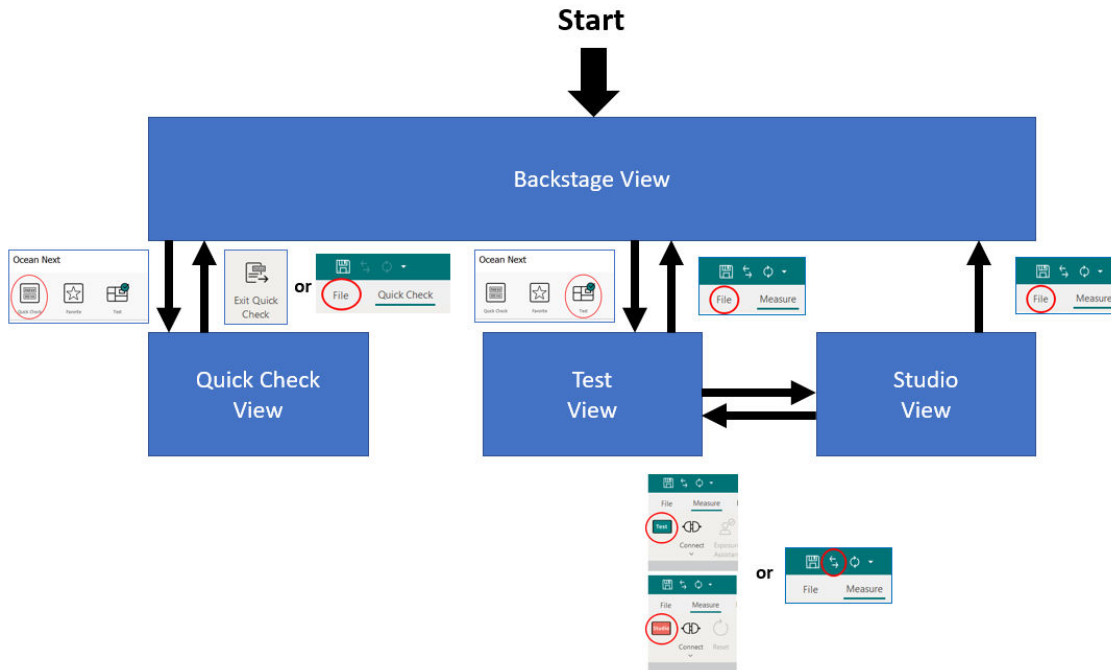 Start
Backstage View
Ocean Next
Quick Check
Favorite
Test
Exit Quick
Check
or
File
Quick Check
Ocean Next
Quick Check
Favorite
Test
File
Measure
File
Measure
Quick Check
View
Test
View
Studio
View
File
Measure
Test
Connect
Exposure
Assistan
File
Measure
Studio
Connect
Reset
or
File
Measure